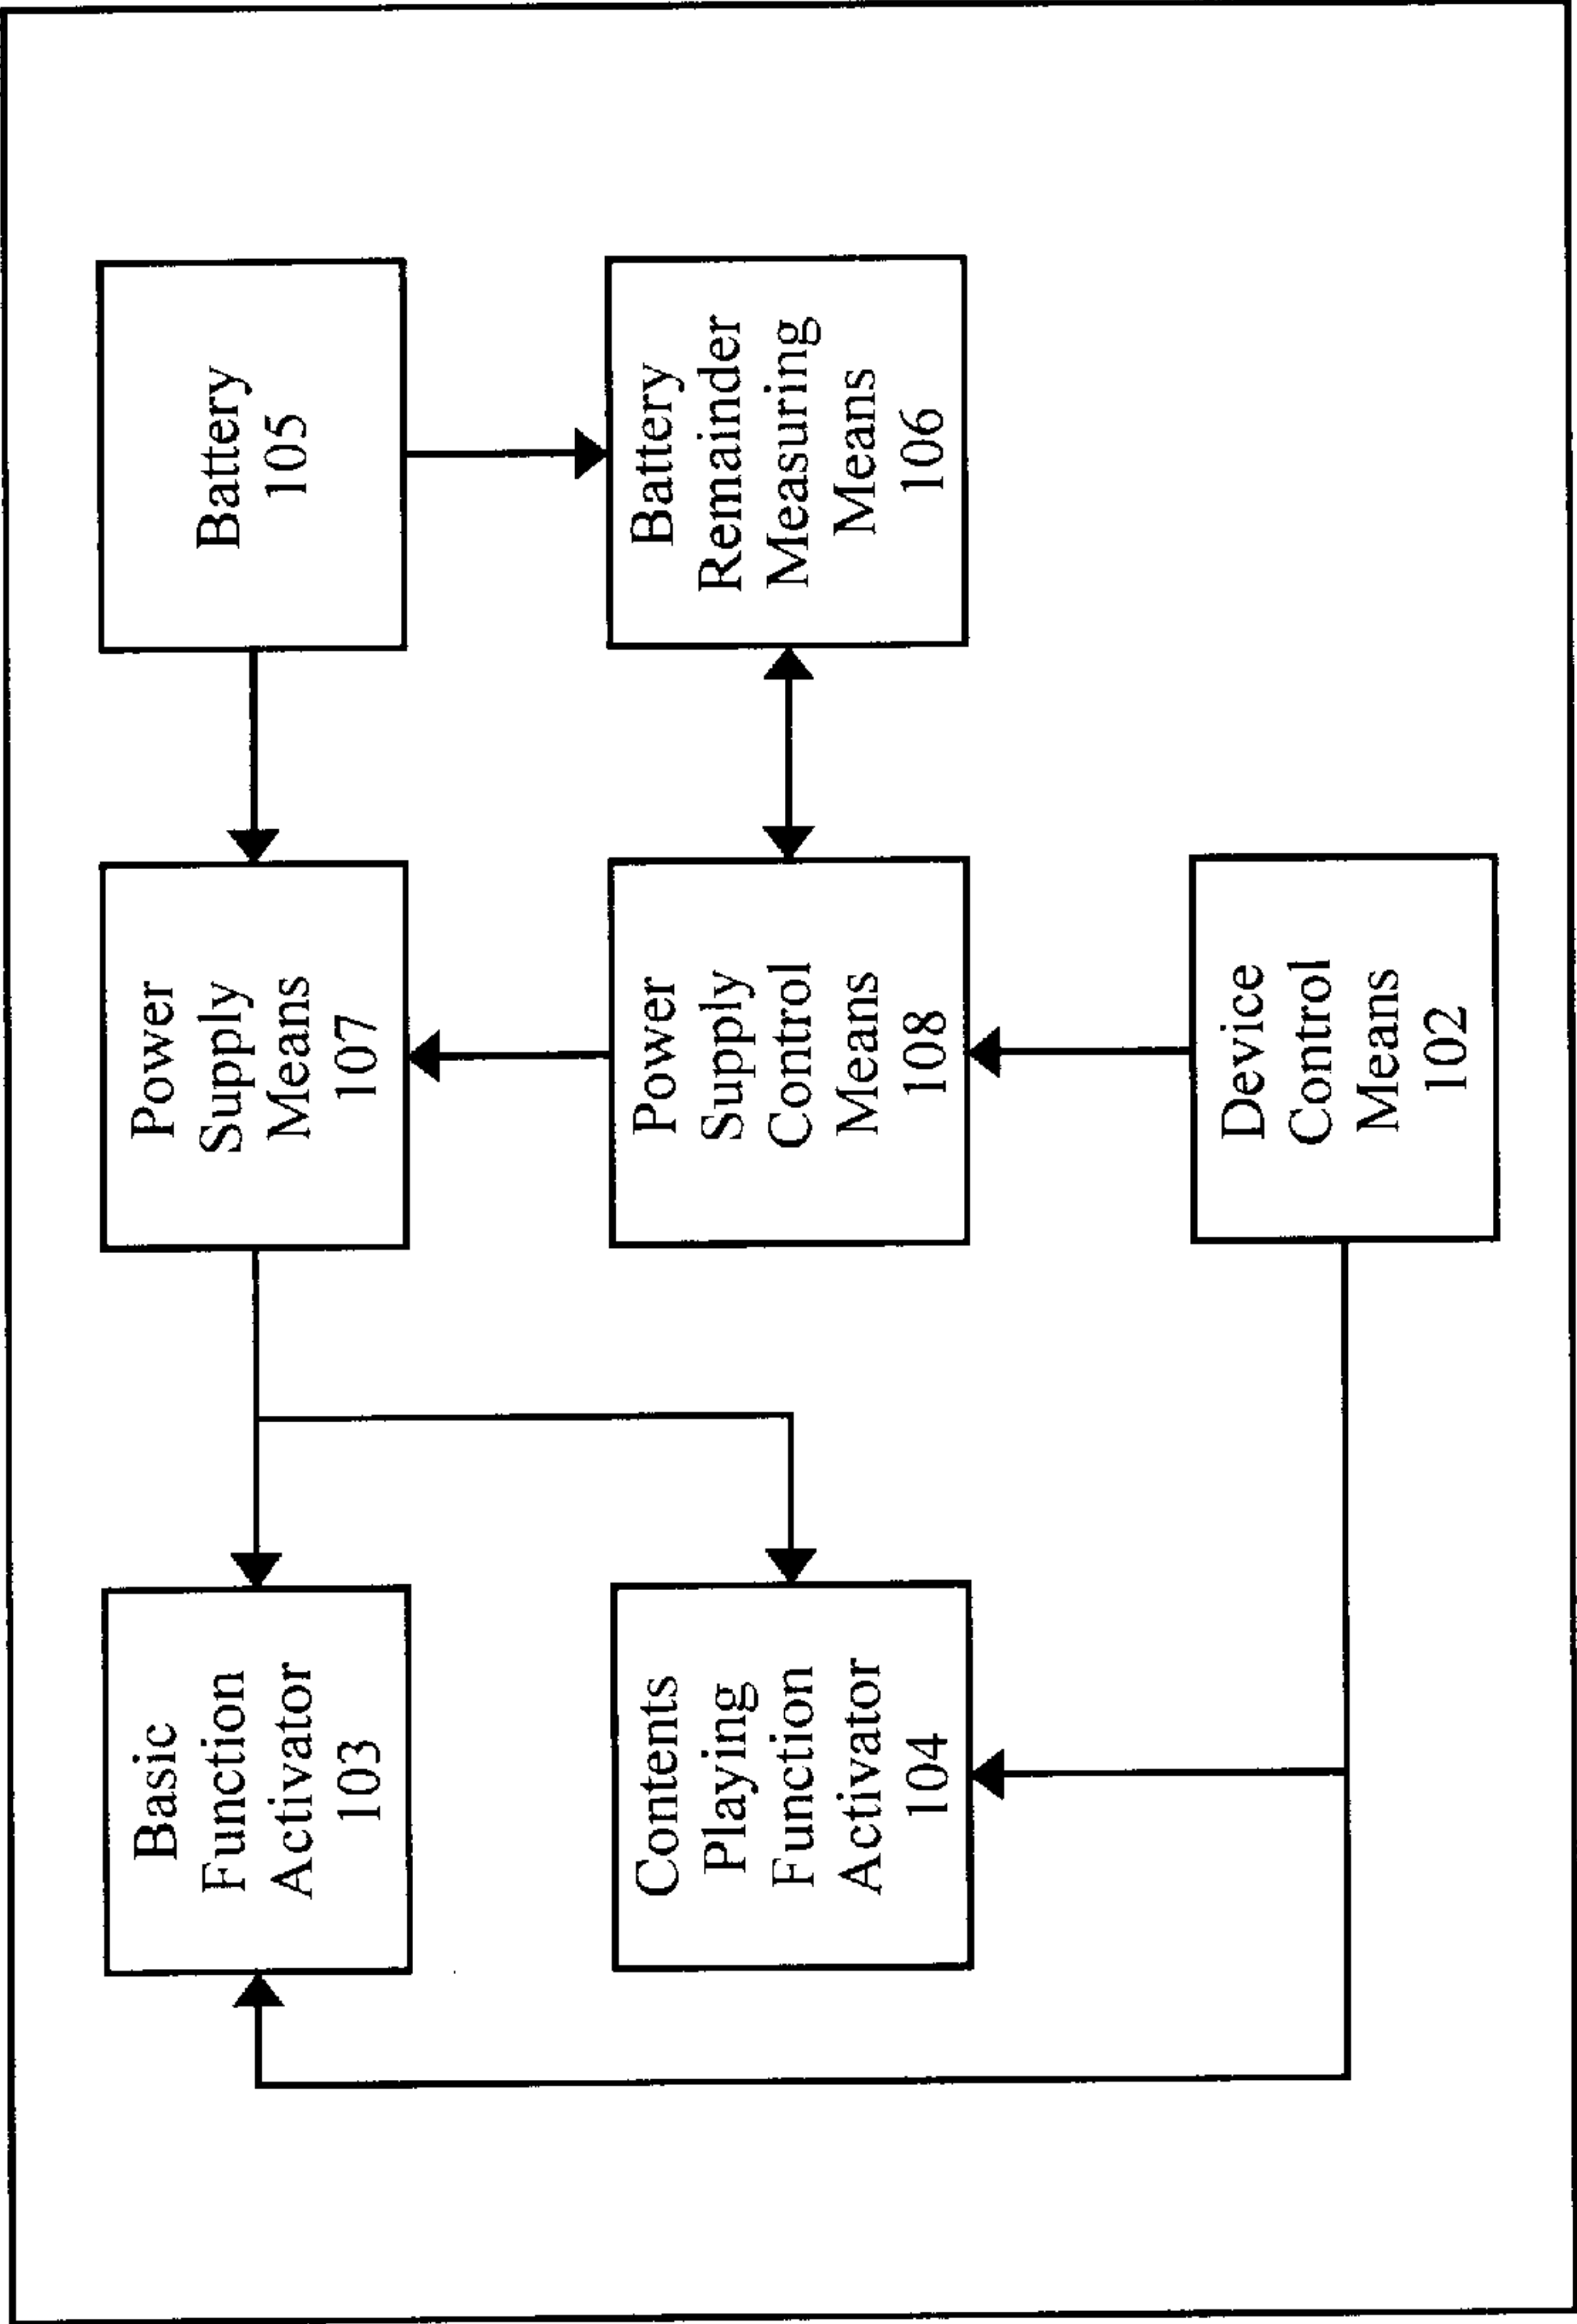 Basic
Function
Activator
103
Power
Supply
Means
107
Battery
105
Contents
Playing
Function
Activator
104
Power
Supply
Control
Means
108
Battery
Remainder
Measuring
Means
106
Device
Control
Means
102